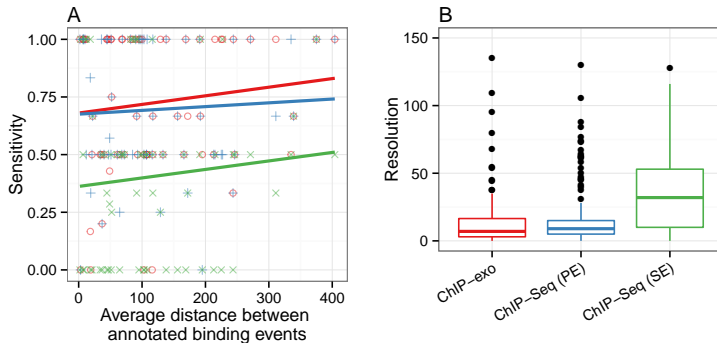 A
Sensitivity
1.00
0.75
0.50
0.25
0.00
0
100
200
300
400
Average distance between
annotated binding events
B
Resolution
150
100
50
0
ChIP−exo
ChIP−Seq (PE)
ChIP−Seq (SE)